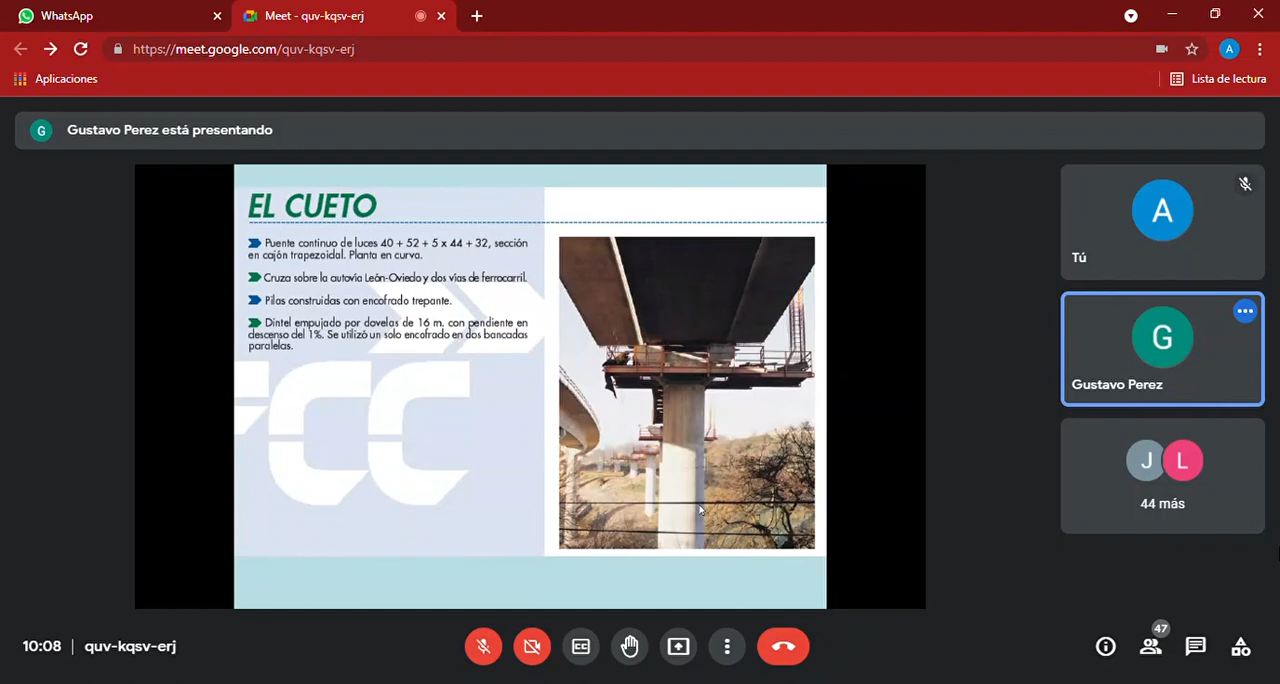 WhatsApp
Meet - quv-kqsv-erj
https://meet.google.com/quv-kqsv-erj
A
Aplicaciones
Lista de lectura
G
Gustavo Perez está presentando
EL CUETO
Puente continuo de luces 40 + 52 + 5 x 44 + 32, sección
en cajón trapezoidal. Planta en curva.
Cruza sobre la autovía León-Oviedo y dos vías de ferrocarril.
Pilas construidas con encofrado trepante.
Dintel empujado por dovelas de 16 m. con pendiente en
descenso del 1%. Se utilizó un solo encofrado en dos bancadas
paralelas.
FCC
A
Tú
G
Gustavo Perez
J
L
44 más
10:08 | quv-kqsv-erj
CC
47